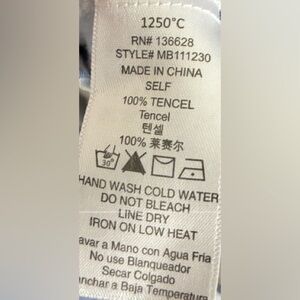 1250°C
RN# 136628
STYLE# MB111230
MADE IN CHINA
SELF
100% TENCEL
Tencel
텐셀
100% 莱赛尔
30°
HAND WASH COLD WATER
DO NOT BLEACH
LINE DRY
IRON ON LOW HEAT
avar a Mano con Agua Fria
No use Blanqueador
Secar Colgado
anchar a Baja Temperatura